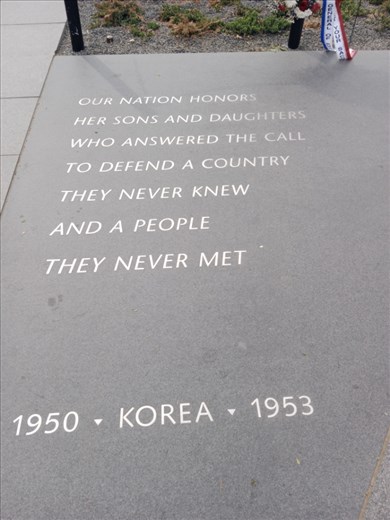 OUR NATION HONORS
HER SONS AND DAUGHTERS
WHO ANSWERED THE CALL
TO DEFEND A COUNTRY
THEY NEVER KNEW
AND A PEOPLE
THEY NEVER MET
1950 ▾ KOREA ▾ 1953